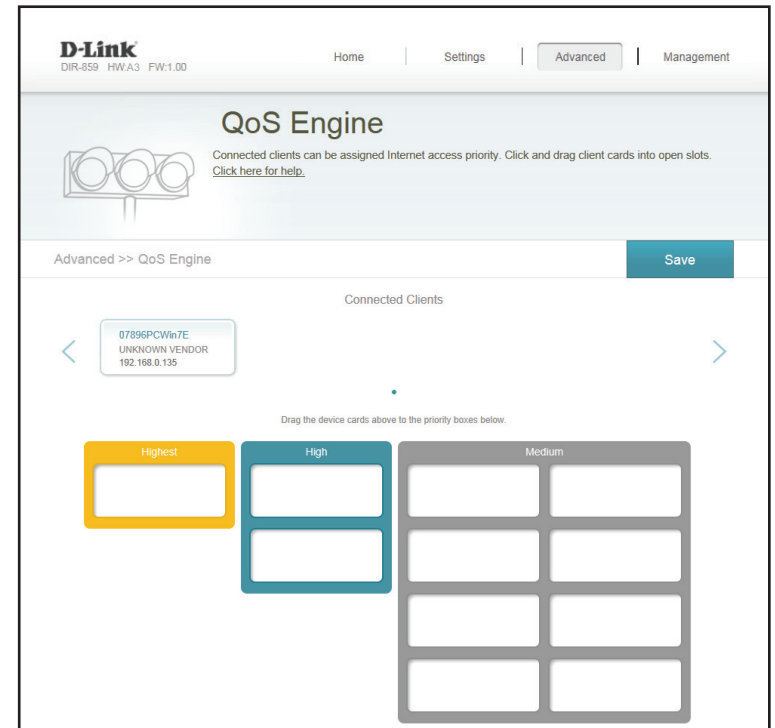 D-Link
DIR-859 HW:A3 FW:1.00
Home
Settings
Advanced
Management
QoS Engine
Connected clients can be assigned Internet access priority. Click and drag client cards into open slots.
Click here for help.
Advanced >> QoS Engine
Save
Connected Clients
07896PCWin7E
UNKNOWN VENDOR
192.168.0.135
Drag the device cards above to the priority boxes below.
Highest
High
Medium